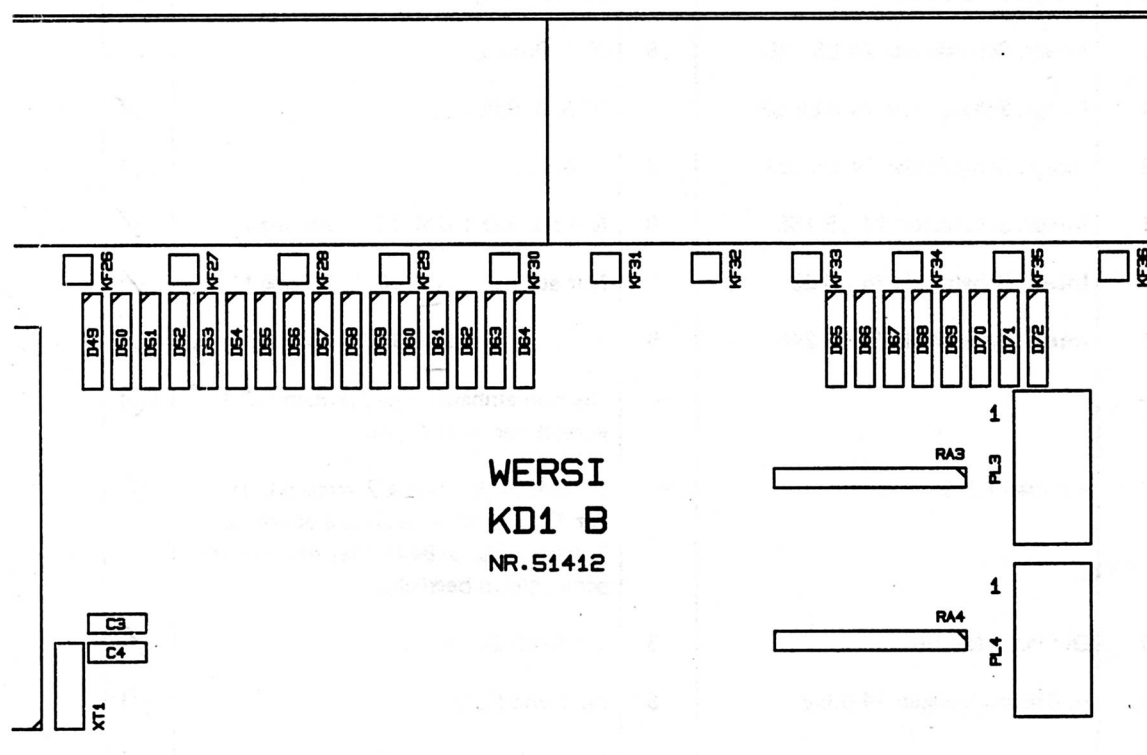 KF26
KF27
KF28
KF29
KF30
KF31
KF32
KF33
KF34
KF35
KF36
D49
D50
D51
D52
D53
D54
D55
D56
D57
D58
D59
D60
D61
D62
D63
D64
D65
D66
D67
D68
D69
D70
D71
D72
WERSI
KD1 B
NR.51412
RA3
1
PL3
RA4
1
PL4
C3
C4
XT1